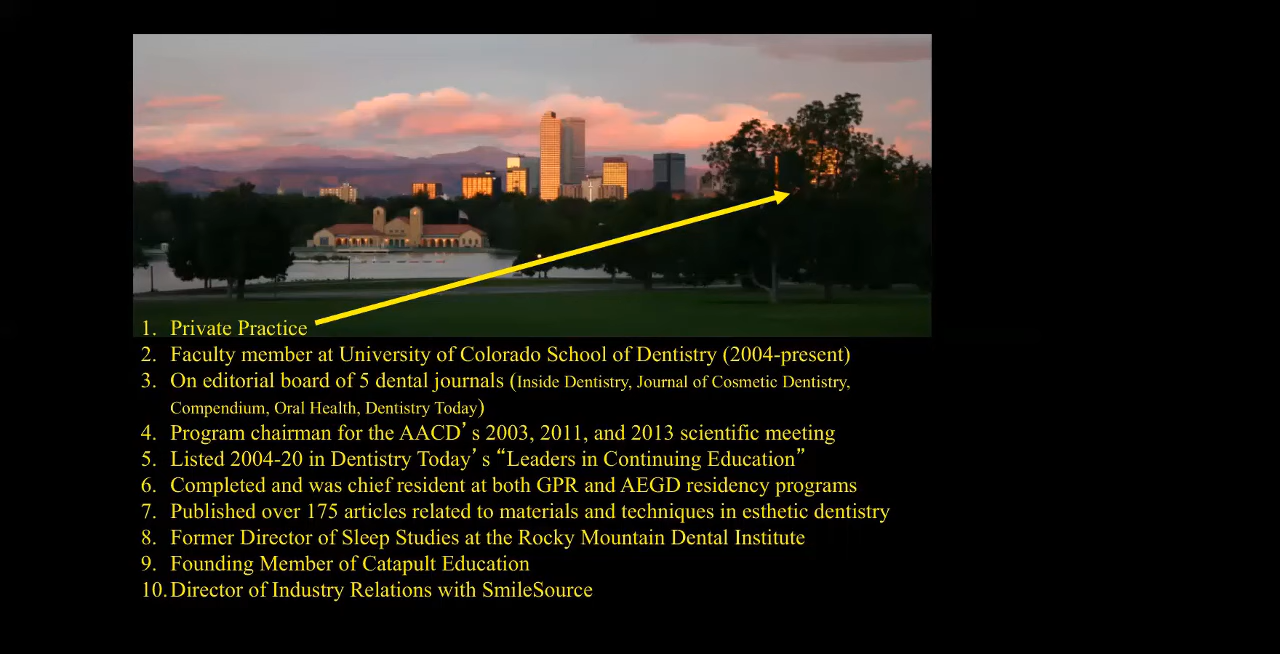 1. Private Practice
2. Faculty member at University of Colorado School of Dentistry (2004-present)
3. On editorial board of 5 dental journals (Inside Dentistry, Journal of Cosmetic Dentistry,
Compendium, Oral Health, Dentistry Today)
4. Program chairman for the AACD’s 2003, 2011, and 2013 scientific meeting
5. Listed 2004-20 in Dentistry Today’s “Leaders in Continuing Education”
6. Completed and was chief resident at both GPR and AEGD residency programs
7. Published over 175 articles related to materials and techniques in esthetic dentistry
8. Former Director of Sleep Studies at the Rocky Mountain Dental Institute
9. Founding Member of Catapult Education
10. Director of Industry Relations with SmileSource